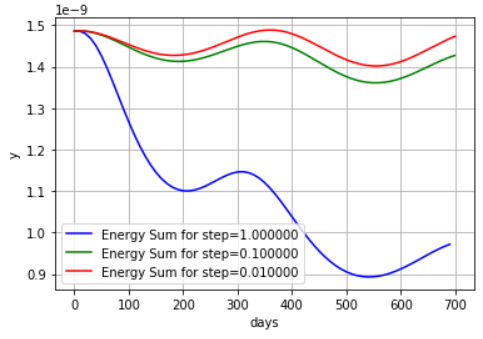 1e−9
1.5
1.4
1.3
1.2
1.1
1.0
0.9
y
Energy Sum for step=1.000000
Energy Sum for step=0.100000
Energy Sum for step=0.010000
0 100 200 300 400 500 600 700
days